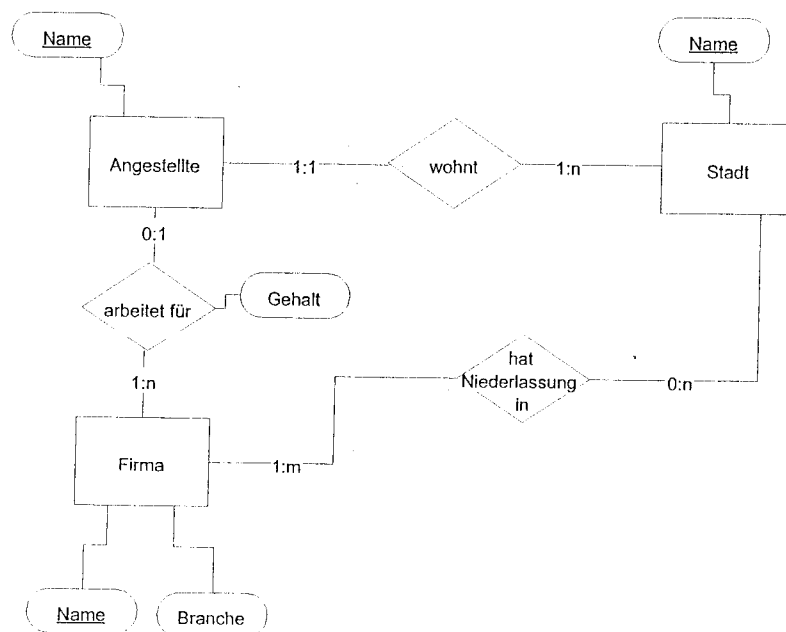 Name
Name
Angestellte
1:1
wohnt
1:n
Stadt
0:1
arbeitet für
Gehalt
1:n
hat
Niederlassung
in
0:n
Firma
1:m
Name
Branche